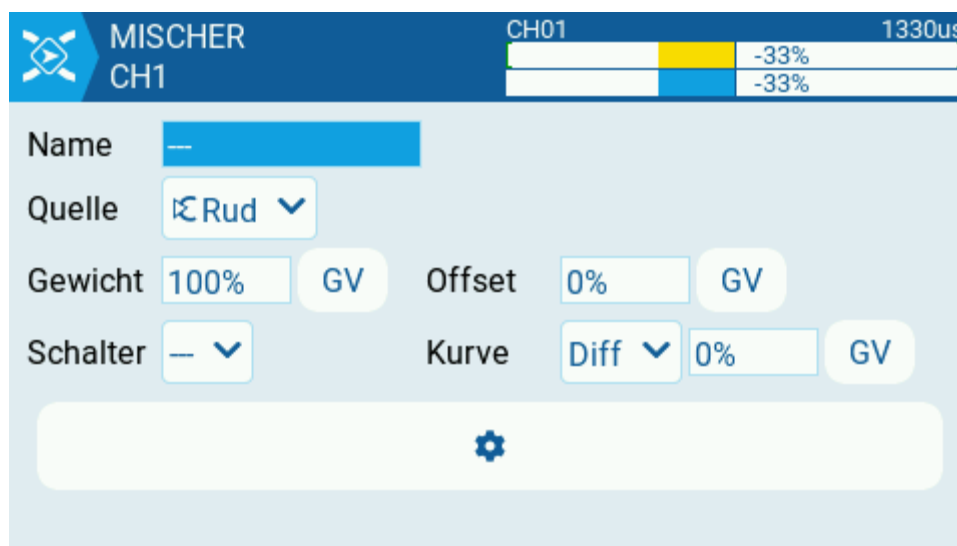 MISCHER
CH1
CH01 1330us
-33%
-33%
Name ---
Quelle Rud
Gewicht 100% GV Offset 0% GV
Schalter --- Kurve Diff 0% GV